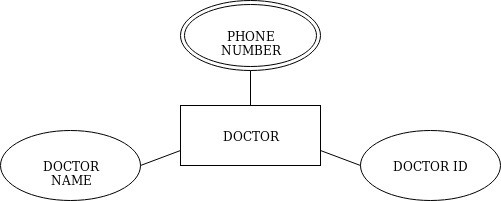 PHONE
NUMBER
DOCTOR
DOCTOR
NAME
DOCTOR ID